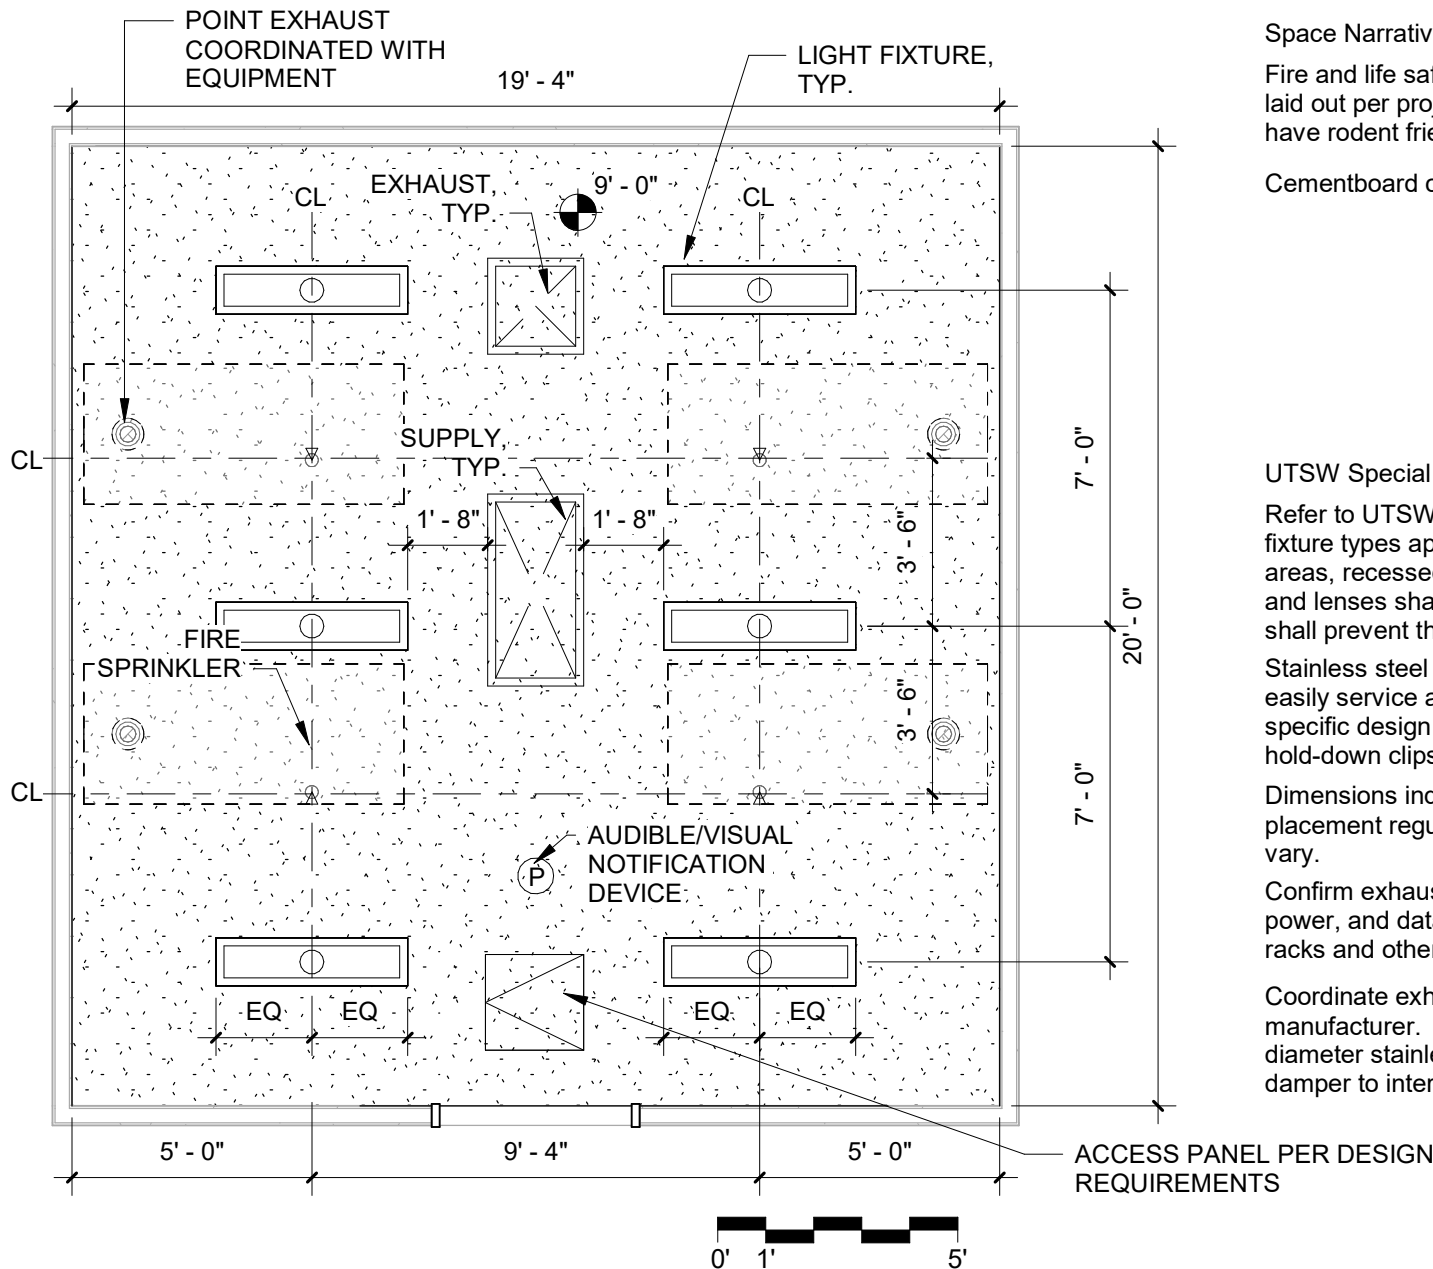 POINT EXHAUST
COORDINATED WITH
EQUIPMENT
19' - 4"
LIGHT FIXTURE,
TYP.
CL
EXHAUST,
TYP.
9' - 0"
CL
CL
SUPPLY,
TYP.
1' - 8"
1' - 8"
3' - 6"
7' - 0"
20' - 0"
FIRE
SPRINKLER
3' - 6"
7' - 0"
CL
AUDIBLE/VISUAL
NOTIFICATION
DEVICE
P
EQ
EQ
EQ
EQ
5' - 0"
9' - 4"
5' - 0"
ACCESS PANEL PER DESIGN
REQUIREMENTS
0'
1'
5'
Space Narrativ
Fire and life saf
laid out per proj
have rodent frie
Cementboard c
UTSW Special
Refer to UTSW
fixture types ap
areas, recessed
and lenses sha
shall prevent th
Stainless steel
easily service a
specific design
hold-down clips
Dimensions ind
placement regu
vary.
Confirm exhaus
power, and data
racks and other
Coordinate exh
manufacturer.
diameter stainle
damper to inter